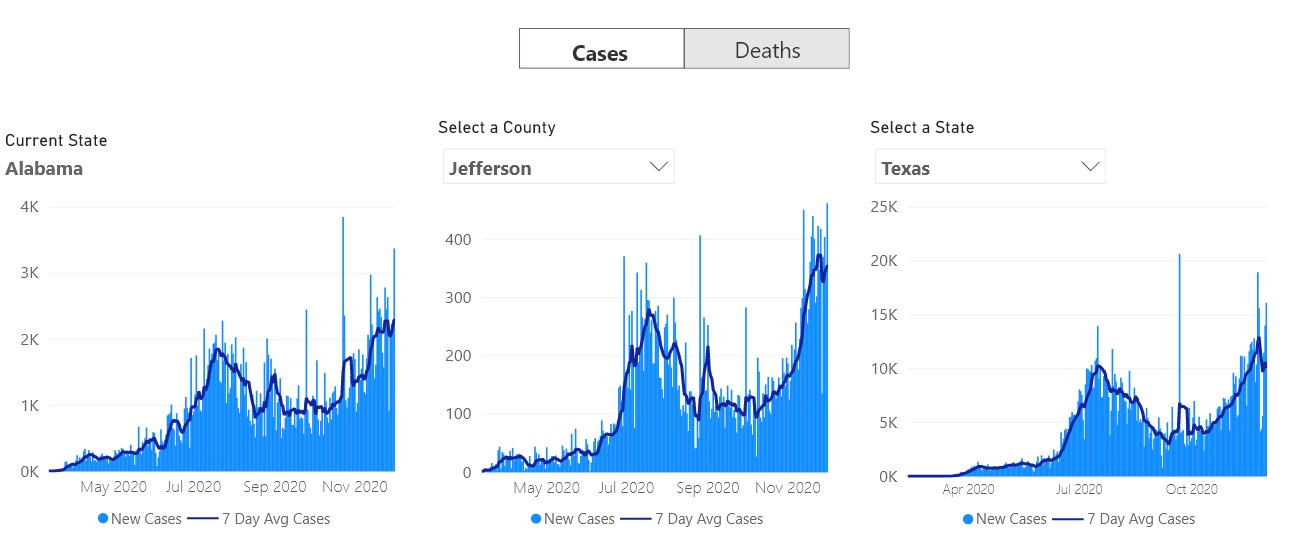 Cases
Deaths
Current State
Alabama
4K
3K
2K
1K
0K
May 2020 Jul 2020 Sep 2020 Nov 2020
New Cases 7 Day Avg Cases
Select a County
Jefferson
400
300
200
100
0
May 2020 Jul 2020 Sep 2020 Nov 2020
New Cases 7 Day Avg Cases
Select a State
Texas
25K
20K
15K
10K
5K
0K
Apr 2020 Jul 2020 Oct 2020
New Cases 7 Day Avg Cases